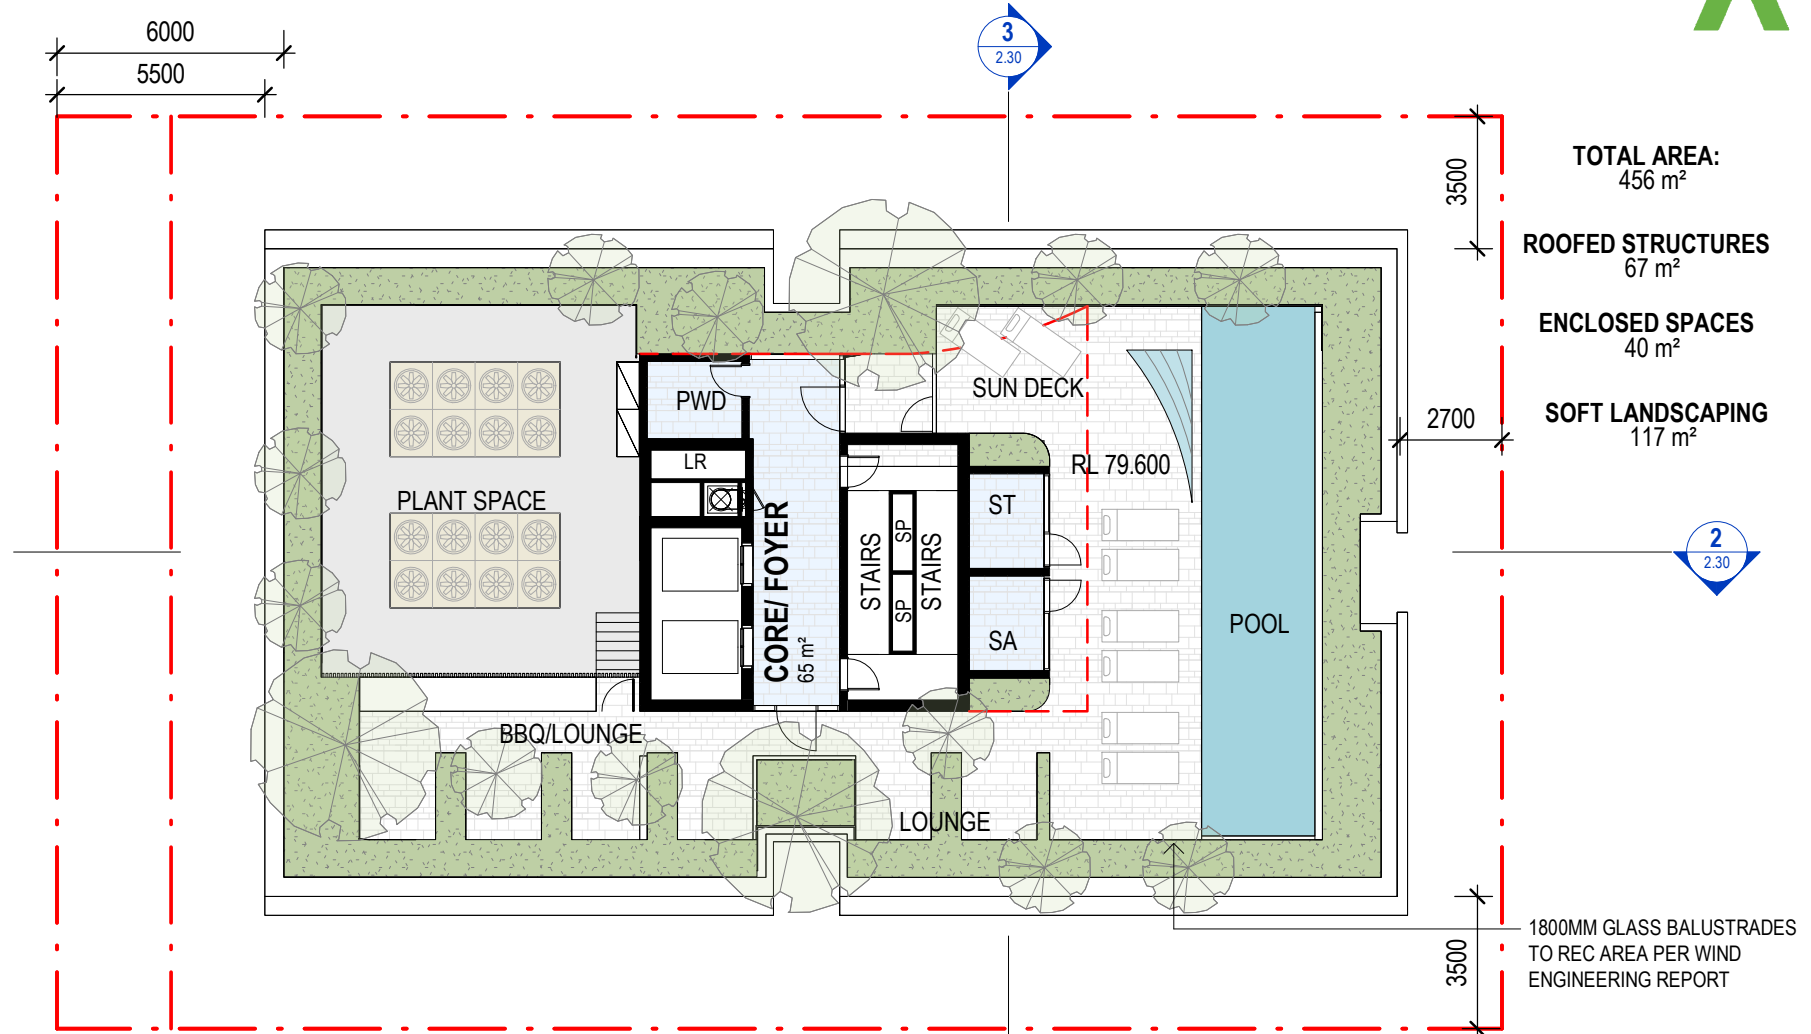 6000
5500
3
2.30
3500
TOTAL AREA:
456 m²
ROOFED STRUCTURES
67 m²
ENCLOSED SPACES
40 m²
SOFT LANDSCAPING
117 m²
2700
PWD
SUN DECK
LR
RL 79.600
PLANT SPACE
ST
CORE/ FOYER
65 m²
STAIRS
SP
SP
STAIRS
SA
POOL
2
2.30
BBQ/LOUNGE
LOUNGE
3500
1800MM GLASS BALUSTRADES
TO REC AREA PER WIND
ENGINEERING REPORT